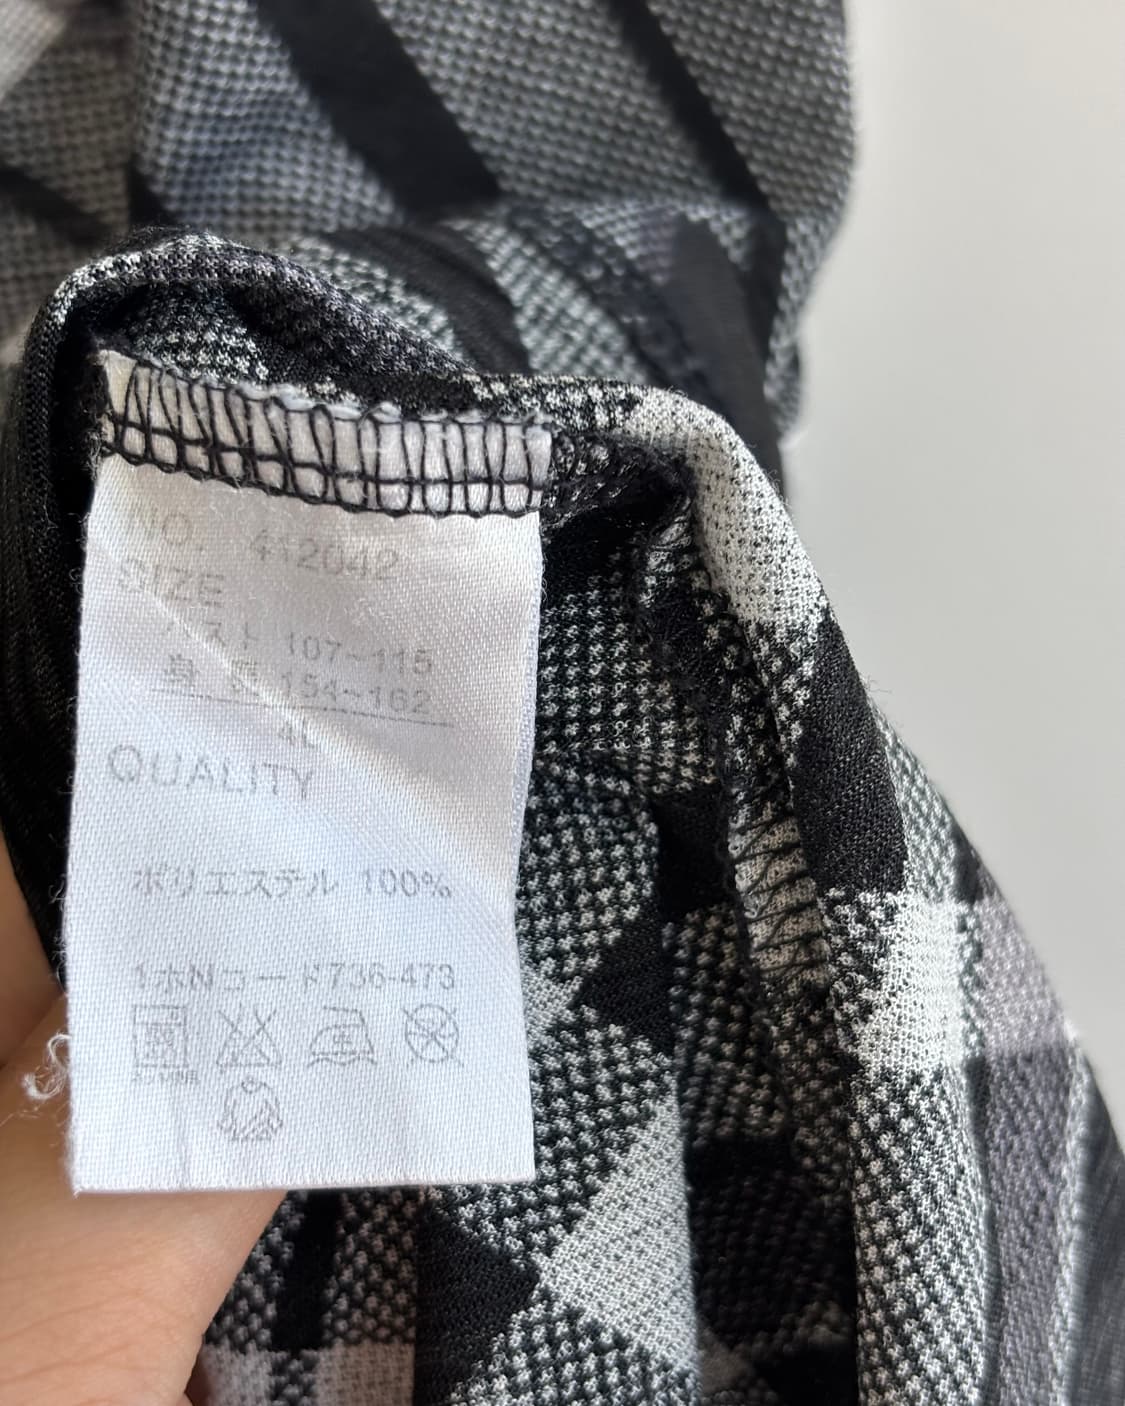 NO. 412042
SIZE
バスト 107~115
身 長 154~162
4L
QUALITY
ポリエステル 100%
1ホNコード736-473